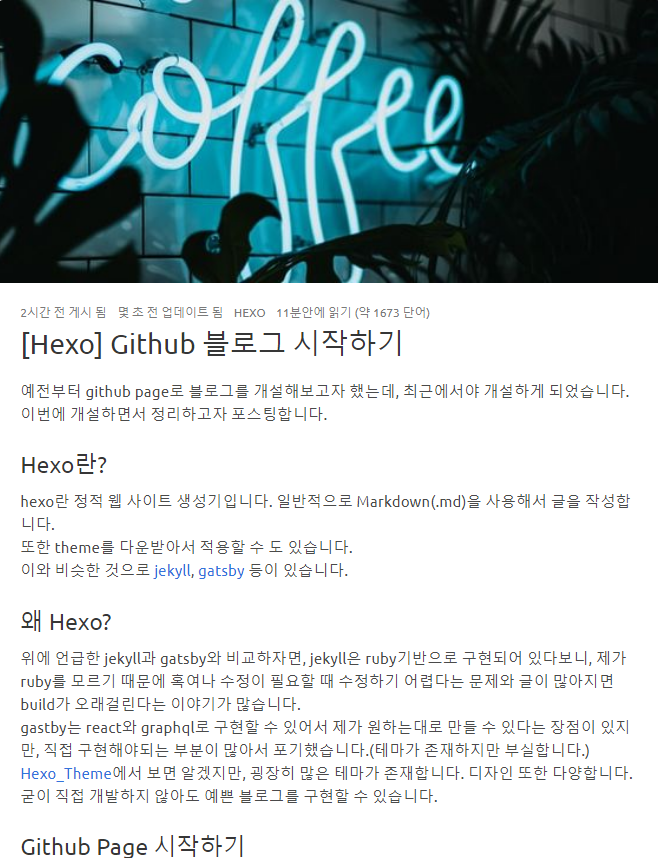 coffee
2시간 전 게시 됨 몇 초 전 업데이트 됨 HEXO 11분안에 읽기 (약 1673 단어)
[Hexo] Github 블로그 시작하기
예전부터 github page로 블로그를 개설해보고자 했는데, 최근에서야 개설하게 되었습니다.
이번에 개설하면서 정리하고자 포스팅합니다.
Hexo란?
hexo란 정적 웹 사이트 생성기입니다. 일반적으로 Markdown(.md)을 사용해서 글을 작성합
니다.
또한 theme를 다운받아서 적용할 수 도 있습니다.
이와 비슷한 것으로 jekyll, gatsby 등이 있습니다.
왜 Hexo?
위에 언급한 jekyll과 gatsby와 비교하자면, jekyll은 ruby기반으로 구현되어 있다보니, 제가
ruby를 모르기 때문에 혹여나 수정이 필요할 때 수정하기 어렵다는 문제와 글이 많아지면
build가 오래걸린다는 이야기가 많습니다.
gastby는 react와 graphql로 구현할 수 있어서 제가 원하는대로 만들 수 있다는 장점이 있지
만, 직접 구현해야되는 부분이 많아서 포기했습니다.(테마가 존재하지만 부실합니다.)
Hexo_Theme에서 보면 알겠지만, 굉장히 많은 테마가 존재합니다. 디자인 또한 다양합니다.
굳이 직접 개발하지 않아도 예쁜 블로그를 구현할 수 있습니다.
Github Page 시작하기